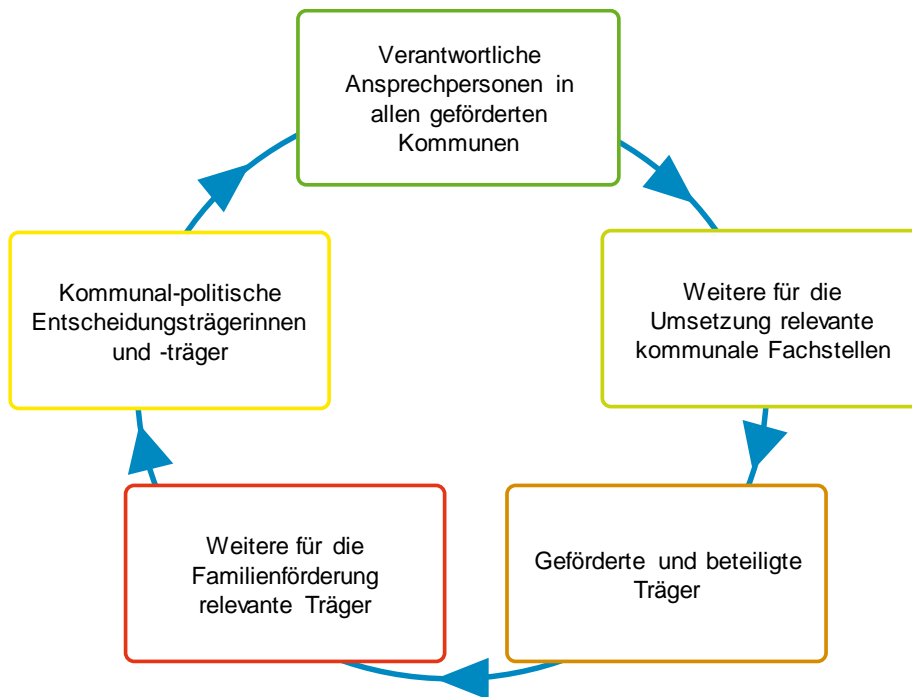 Verantwortliche
Ansprechpersonen in
allen geförderten
Kommunen
Weitere für die
Umsetzung relevante
kommunale Fachstellen
Geförderte und beteiligte
Träger
Weitere für die
Familienförderung
relevante Träger
Kommunal-politische
Entscheidungsträgerinnen
und -träger